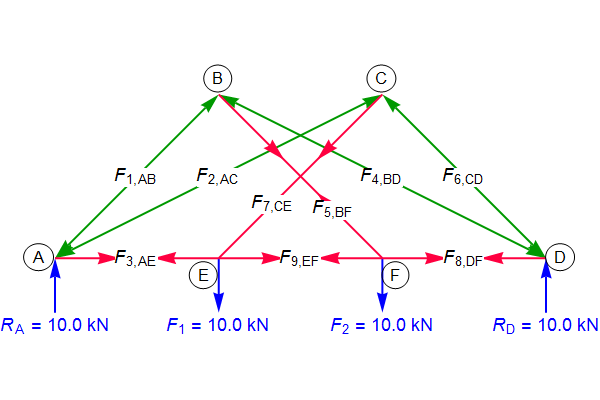 B
C
F1,AB
F2,AC
F4,BD
F6,CD
F7,CE
F5,BF
A
F3,AE
F9,EF
F8,DF
D
E
F
RA = 10.0 kN
F1 = 10.0 kN
F2 = 10.0 kN
RD = 10.0 kN